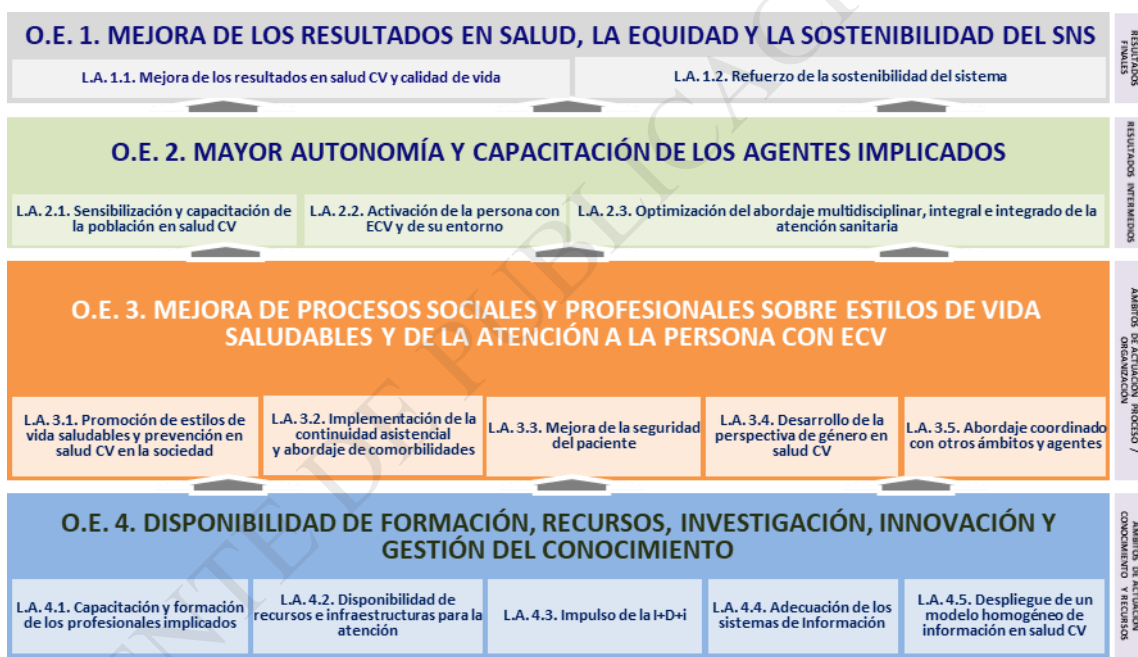 O.E. 1. MEJORA DE LOS RESULTADOS EN SALUD, LA EQUIDAD Y LA SOSTENIBILIDAD DEL SNS
L.A. 1.1. Mejora de los resultados en salud CV y calidad de vida
L.A. 1.2. Refuerzo de la sostenibilidad del sistema
RESULTADOS
FINALES
O.E. 2. MAYOR AUTONOMÍA Y CAPACITACIÓN DE LOS AGENTES IMPLICADOS
L.A. 2.1. Sensibilización y capacitación de
la población en salud CV
L.A. 2.2. Activación de la persona con
ECV y de su entorno
L.A. 2.3. Optimización del abordaje multidisciplinar, integral e integrado de la
atención sanitaria
RESULTADOS INTERMEDIOS
O.E. 3. MEJORA DE PROCESOS SOCIALES Y PROFESIONALES SOBRE ESTILOS DE VIDA
SALUDABLES Y DE LA ATENCIÓN A LA PERSONA CON ECV
L.A. 3.1. Promoción de estilos de
vida saludables y prevención en
salud CV en la sociedad
L.A. 3.2. Implementación de la
continuidad asistencial
y abordaje de comorbilidades
L.A. 3.3. Mejora de la seguridad
del paciente
L.A. 3.4. Desarrollo de la
perspectiva de género en
salud CV
L.A. 3.5. Abordaje coordinado
con otros ámbitos y agentes
ÁMBITOS DE ACTUACIÓN PROCESO /
ORGANIZACIÓN
O.E. 4. DISPONIBILIDAD DE FORMACIÓN, RECURSOS, INVESTIGACIÓN, INNOVACIÓN Y
GESTIÓN DEL CONOCIMIENTO
L.A. 4.1. Capacitación y formación
de los profesionales implicados
L.A. 4.2. Disponibilidad de
recursos e infraestructuras para la
atención
L.A. 4.3. Impulso de la I+D+i
L.A. 4.4. Adecuación de los
sistemas de Información
L.A. 4.5. Despliegue de un
modelo homogéneo de
información en salud CV
ÁMBITOS DE ACTUACIÓN
CONOCIMIENTO Y RECURSOS
NTE DE PUBLICACI